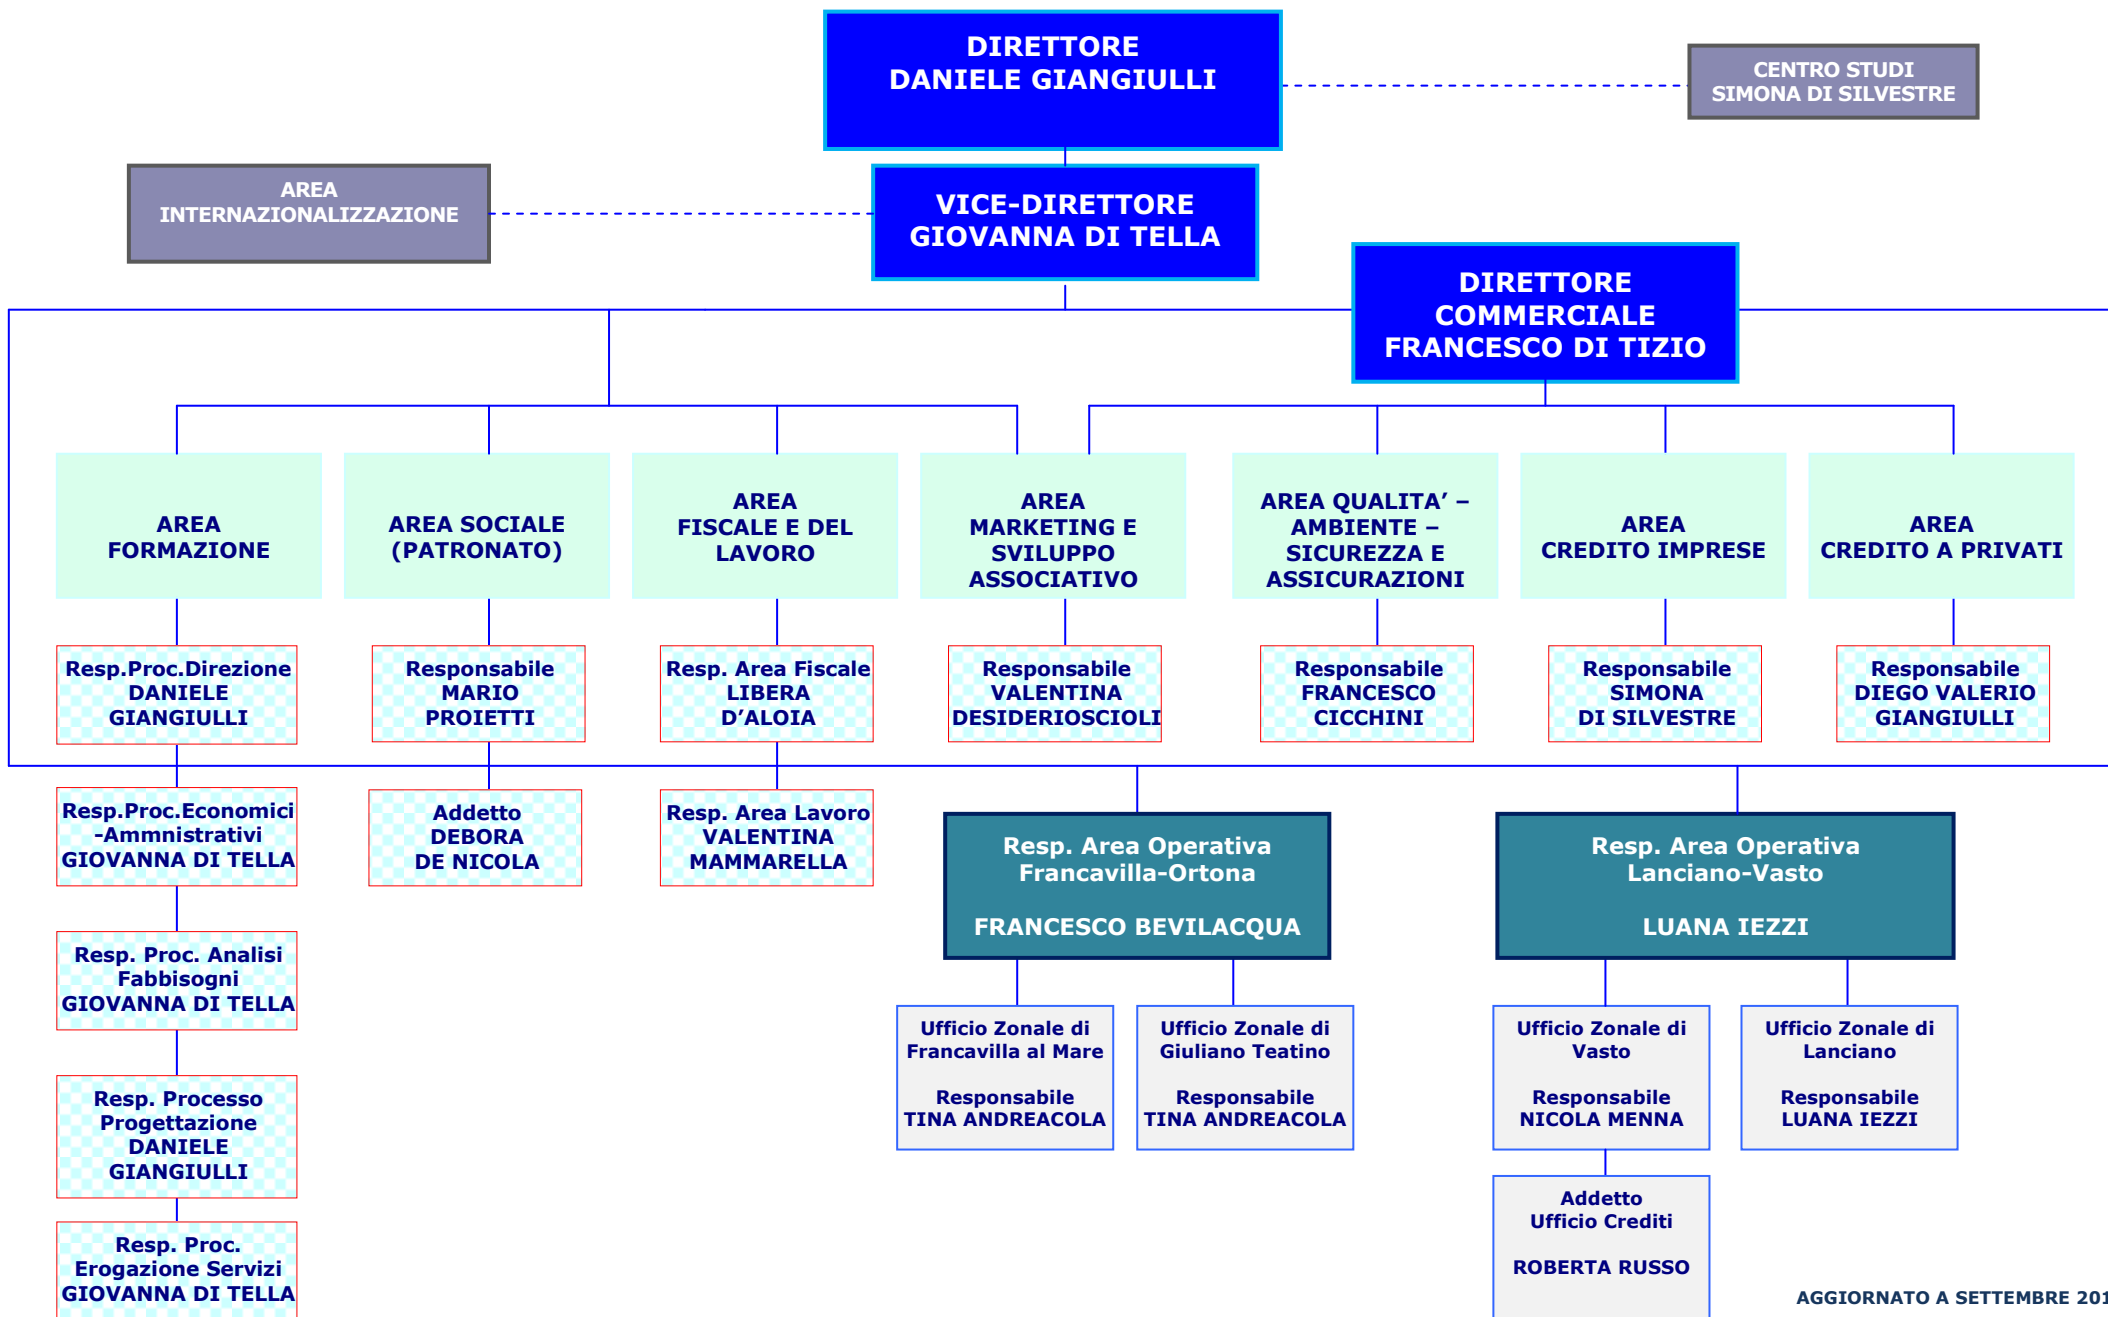 DIRETTORE
DANIELE GIANGIULLI
CENTRO STUDI
SIMONA DI SILVESTRE
AREA
INTERNAZIONALIZZAZIONE
VICE-DIRETTORE
GIOVANNA DI TELLA
DIRETTORE
COMMERCIALE
FRANCESCO DI TIZIO
AREA
FORMAZIONE
AREA SOCIALE
(PATRONATO)
AREA
FISCALE E DEL
LAVORO
AREA
MARKETING E
SVILUPPO
ASSOCIATIVO
AREA QUALITA’ –
AMBIENTE –
SICUREZZA E
ASSICURAZIONI
AREA
CREDITO IMPRESE
AREA
CREDITO A PRIVATI
Resp.Proc.Direzione
DANIELE
GIANGIULLI
Responsabile
MARIO
PROIETTI
Resp. Area Fiscale
LIBERA
D’ALOIA
Responsabile
VALENTINA
DESIDERIOSCIOLI
Responsabile
FRANCESCO
CICCHINI
Responsabile
SIMONA
DI SILVESTRE
Responsabile
DIEGO VALERIO
GIANGIULLI
Resp.Proc.Economici
-Ammnistrativi
GIOVANNA DI TELLA
Addetto
DEBORA
DE NICOLA
Resp. Area Lavoro
VALENTINA
MAMMARELLA
Resp. Area Operativa
Francavilla-Ortona
FRANCESCO BEVILACQUA
Resp. Area Operativa
Lanciano-Vasto
LUANA IEZZI
Resp. Proc. Analisi
Fabbisogni
GIOVANNA DI TELLA
Ufficio Zonale di
Francavilla al Mare
Responsabile
TINA ANDREACOLA
Ufficio Zonale di
Giuliano Teatino
Responsabile
TINA ANDREACOLA
Ufficio Zonale di
Vasto
Responsabile
NICOLA MENNA
Ufficio Zonale di
Lanciano
Responsabile
LUANA IEZZI
Resp. Processo
Progettazione
DANIELE
GIANGIULLI
Addetto
Ufficio Crediti
ROBERTA RUSSO
Resp. Proc.
Erogazione Servizi
GIOVANNA DI TELLA
AGGIORNATO A SETTEMBRE